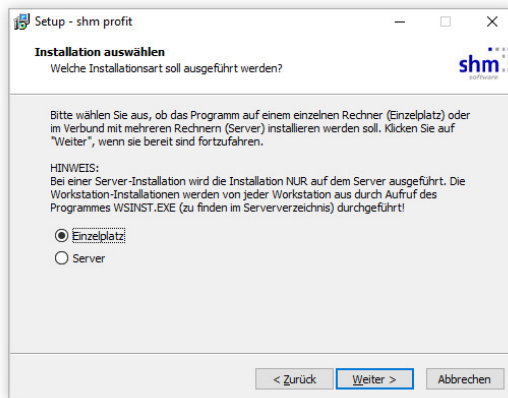 Setup - shm profit
Installation auswählen
Welche Installationsart soll ausgeführt werden?
shm
software
Bitte wählen Sie aus, ob das Programm auf einem einzelnen Rechner (Einzelplatz) oder
im Verbund mit mehreren Rechnern (Server) installieren werden soll. Klicken Sie auf
"Weiter", wenn sie bereit sind fortzufahren.
HINWEIS:
Bei einer Server-Installation wird die Installation NUR auf dem Server ausgeführt. Die
Workstation-Installationen werden von jeder Workstation aus durch Aufruf des
Programmes WSINST.EXE (zu finden im Serververzeichnis) durchgeführt!
Einzelplatz
Server
< Zurück
Weiter >
Abbrechen